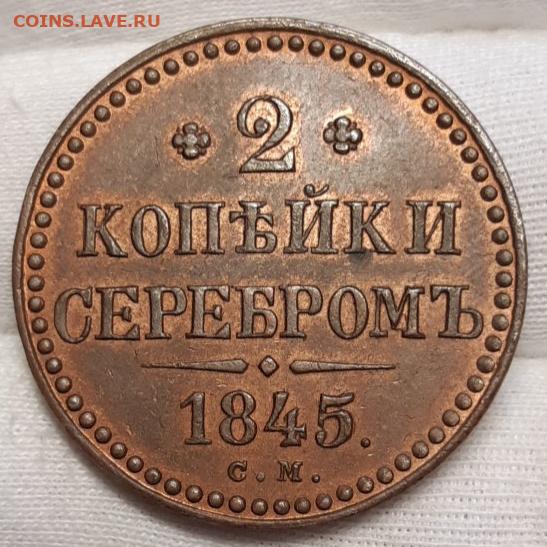 COINS.LAVE.RU
2
КОПѢЙКИ
СЕРЕБРОМЪ
1845.
С.М.